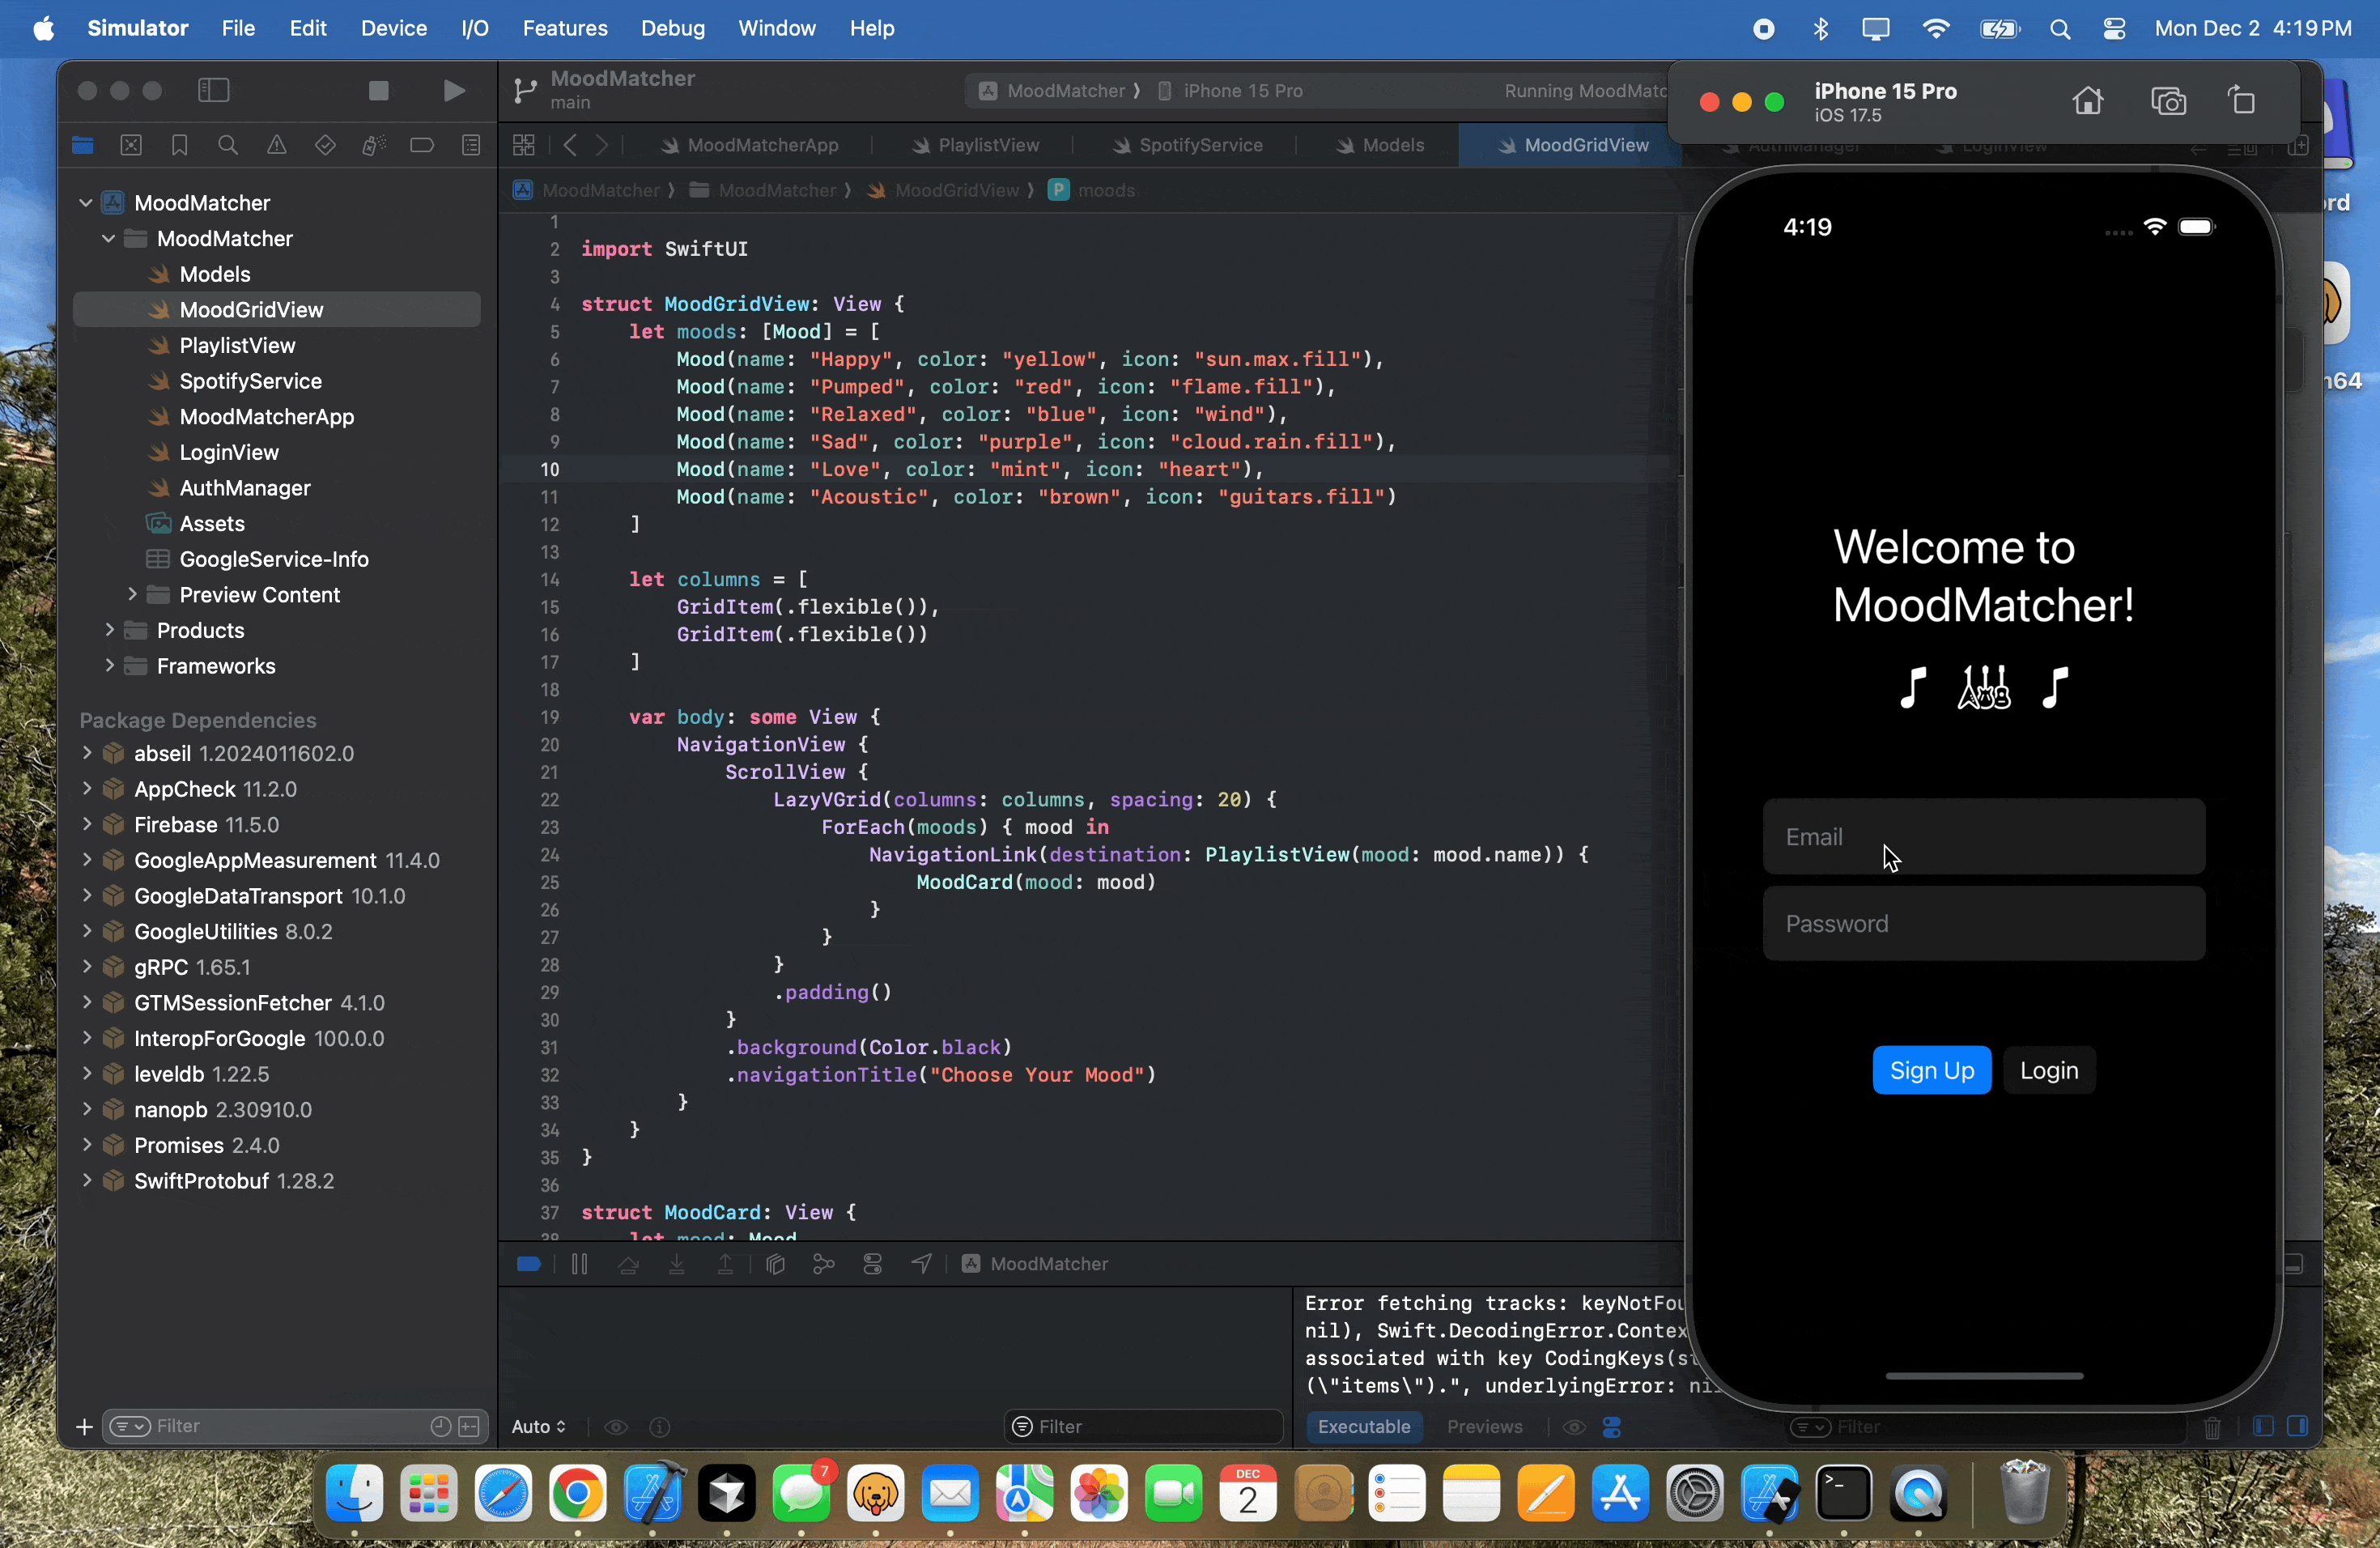 Simulator File Edit Device I/O Features Debug Window Help
Mon Dec 2 4:19 PM
MoodMatcher
main
MoodMatcher ⟩ iPhone 15 Pro
Running MoodMatc
MoodMatcherApp
PlaylistView
SpotifyService
Models
MoodGridView
AuthManager
LoginView
MoodMatcher ⟩ MoodMatcher ⟩ MoodGridView ⟩ P moods
MoodMatcher
MoodMatcher
Models
MoodGridView
PlaylistView
SpotifyService
MoodMatcherApp
LoginView
AuthManager
Assets
GoogleService-Info
Preview Content
Products
Frameworks
Package Dependencies
abseil 1.2024011602.0
AppCheck 11.2.0
Firebase 11.5.0
GoogleAppMeasurement 11.4.0
GoogleDataTransport 10.1.0
GoogleUtilities 8.0.2
gRPC 1.65.1
GTMSessionFetcher 4.1.0
InteropForGoogle 100.0.0
leveldb 1.22.5
nanopb 2.30910.0
Promises 2.4.0
SwiftProtobuf 1.28.2
Filter
1
2 import SwiftUI
3
4 struct MoodGridView: View {
5 let moods: [Mood] = [
6 Mood(name: "Happy", color: "yellow", icon: "sun.max.fill"),
7 Mood(name: "Pumped", color: "red", icon: "flame.fill"),
8 Mood(name: "Relaxed", color: "blue", icon: "wind"),
9 Mood(name: "Sad", color: "purple", icon: "cloud.rain.fill"),
10 Mood(name: "Love", color: "mint", icon: "heart"),
11 Mood(name: "Acoustic", color: "brown", icon: "guitars.fill")
12 ]
13
14 let columns = [
15 GridItem(.flexible()),
16 GridItem(.flexible())
17 ]
18
19 var body: some View {
20 NavigationView {
21 ScrollView {
22 LazyVGrid(columns: columns, spacing: 20) {
23 ForEach(moods) { mood in
24 NavigationLink(destination: PlaylistView(mood: mood.name)) {
25 MoodCard(mood: mood)
26 }
27 }
28 }
29 .padding()
30 }
31 .background(Color.black)
32 .navigationTitle("Choose Your Mood")
33 }
34 }
35 }
36
37 struct MoodCard: View {
38 let mood: Mood
MoodMatcher
Auto
Filter
Error fetching tracks: keyNotFou
nil), Swift.DecodingError.Contex
associated with key CodingKeys(st
(\"items\").", underlyingError: ni
Executable
Previews
Filter
iPhone 15 Pro
iOS 17.5
4:19
Welcome to
MoodMatcher!
Email
Password
Sign Up
Login
rd
n64
7
DEC
2